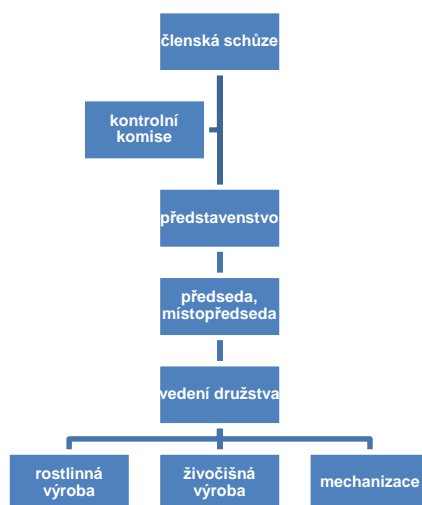 členská schůze
kontrolní
komise
představenstvo
předseda,
místopředseda
vedení družstva
rostlinná
výroba
živočišná
výroba
mechanizace